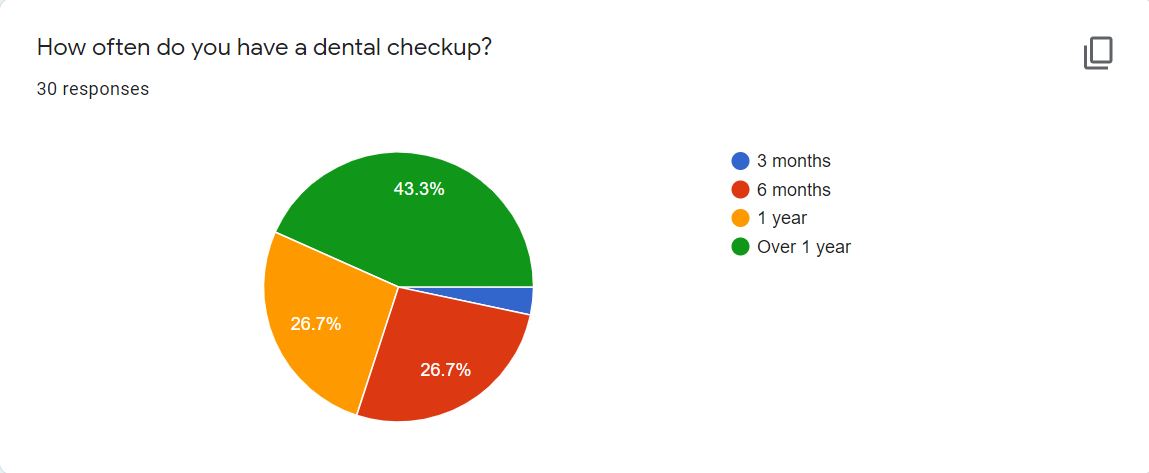 How often do you have a dental checkup?
30 responses
43.3%
26.7%
26.7%
3 months
6 months
1 year
Over 1 year